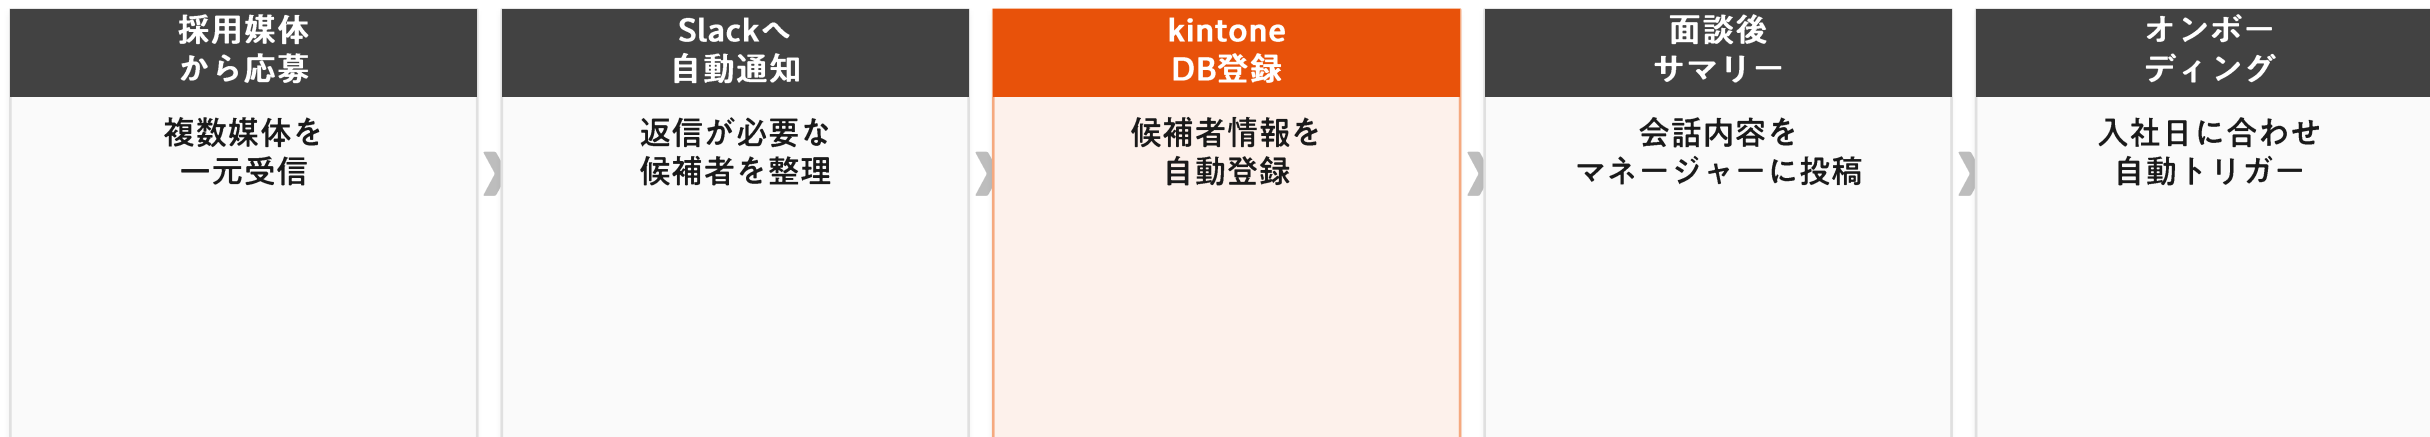 採用媒体
から応募
複数媒体を
一元受信
Slackへ
自動通知
返信が必要な
候補者を整理
kintone
DB登録
候補者情報を
自動登録
面談後
サマリー
会話内容を
マネージャーに投稿
オンボー
ディング
入社日に合わせ
自動トリガー